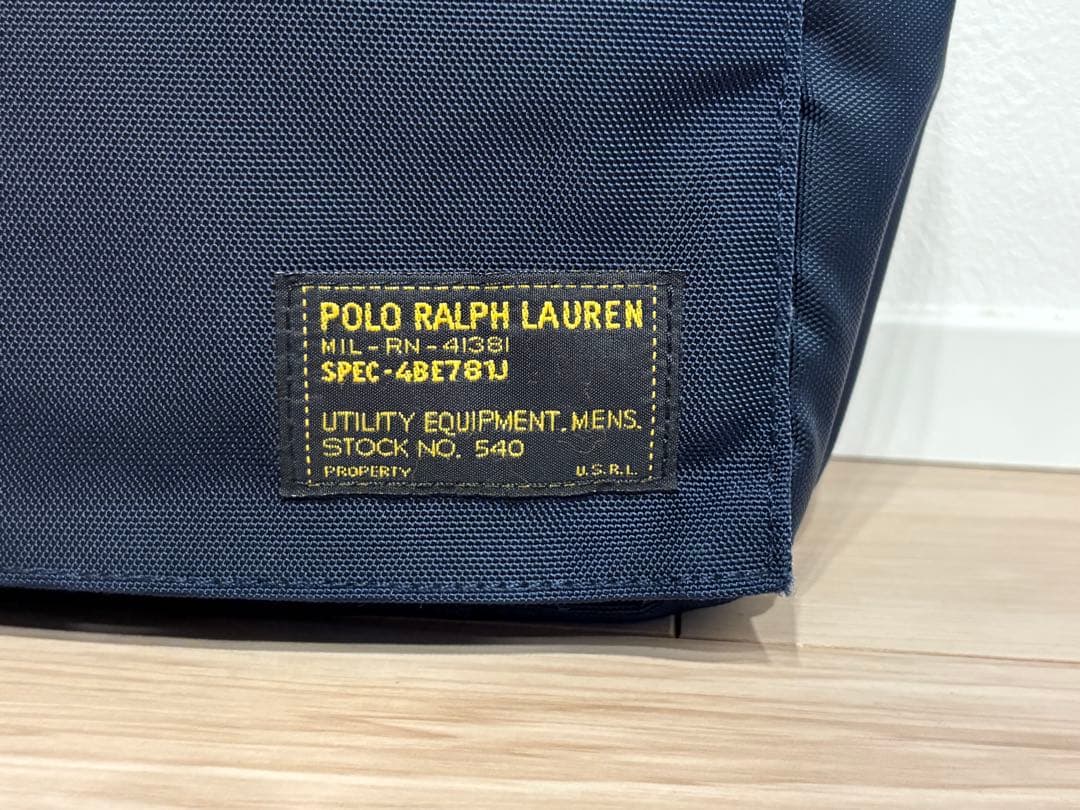 POLO RALPH LAUREN
MIL-RN-41381
SPEC-4BE781J
UTILITY EQUIPMENT. MENS.
STOCK NO. 540
PROPERTY U.S.R.L.